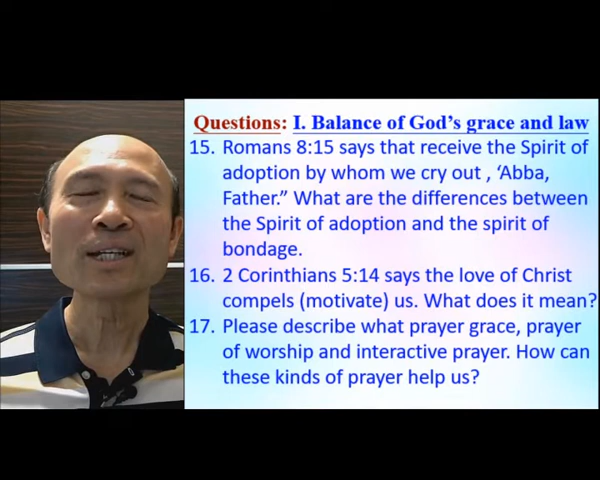 Questions: I. Balance of God's grace and law
15. Romans 8:15 says that receive the Spirit of
adoption by whom we cry out , ‘Abba,
Father.” What are the differences between
the Spirit of adoption and the spirit of
bondage.
16. 2 Corinthians 5:14 says the love of Christ
compels (motivate) us. What does it mean?
17. Please describe what prayer grace, prayer
of worship and interactive prayer. How can
these kinds of prayer help us?